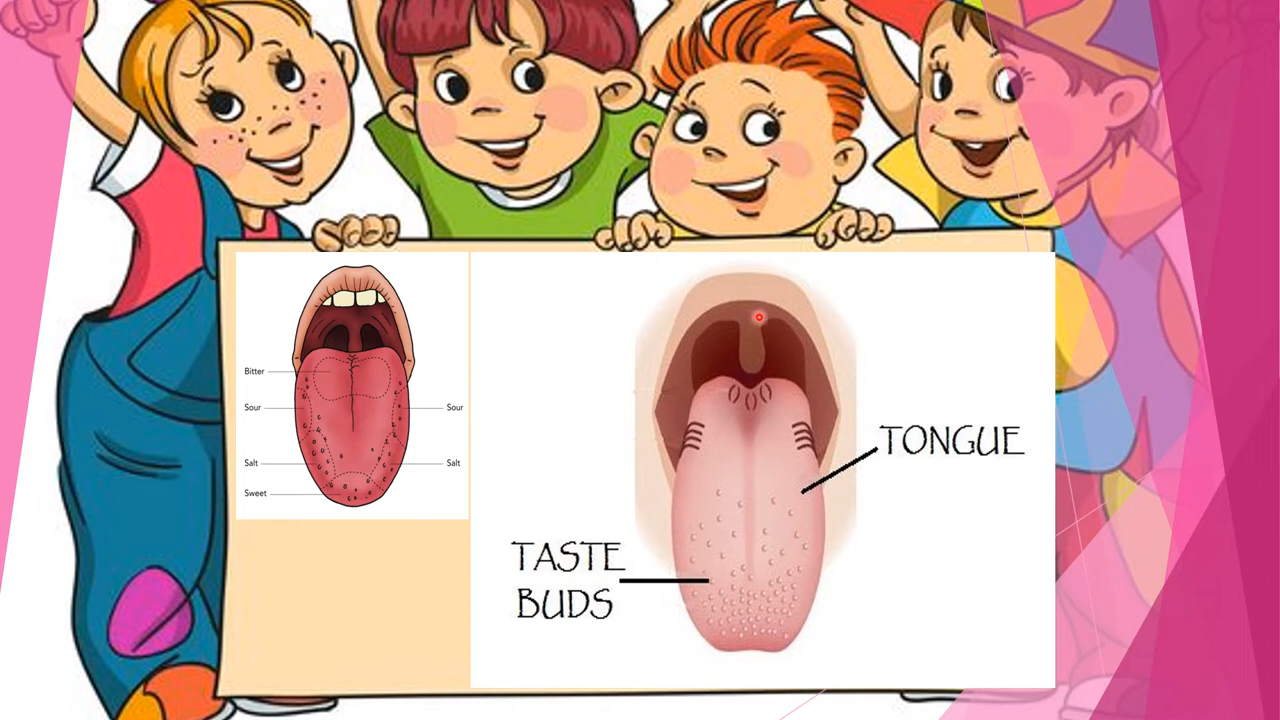 Bitter
Sour Sour
Salt Salt
Sweet
TONGUE
TASTE
BUDS